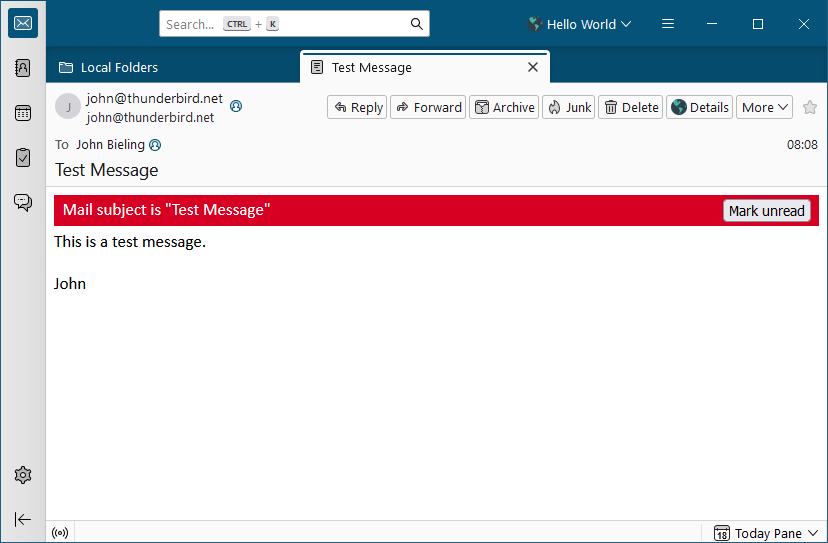 Search... CTRL + K
Hello World
Local Folders
Test Message
J
john@thunderbird.net
john@thunderbird.net
Reply
Forward
Archive
Junk
Delete
Details
More
To John Bieling
08:08
Test Message
Mail subject is "Test Message"
Mark unread
This is a test message.
John
18
Today Pane